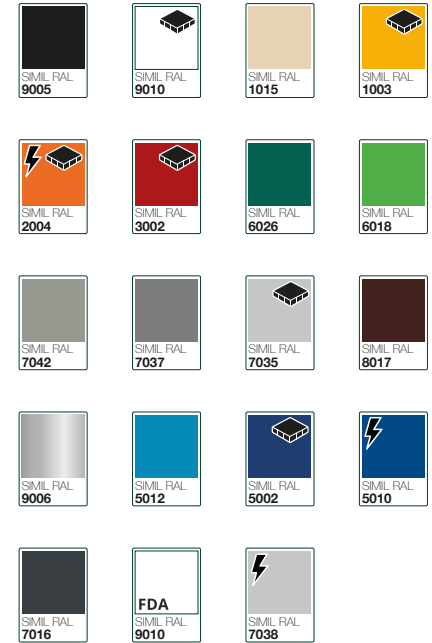 SIMIL RAL
9005
SIMIL RAL
9010
SIMIL RAL
1015
SIMIL RAL
1003
SIMIL RAL
2004
SIMIL RAL
3002
SIMIL RAL
6026
SIMIL RAL
6018
SIMIL RAL
7042
SIMIL RAL
7037
SIMIL RAL
7035
SIMIL RAL
8017
SIMIL RAL
9006
SIMIL RAL
5012
SIMIL RAL
5002
SIMIL RAL
5010
SIMIL RAL
7016
FDA
SIMIL RAL
9010
SIMIL RAL
7038